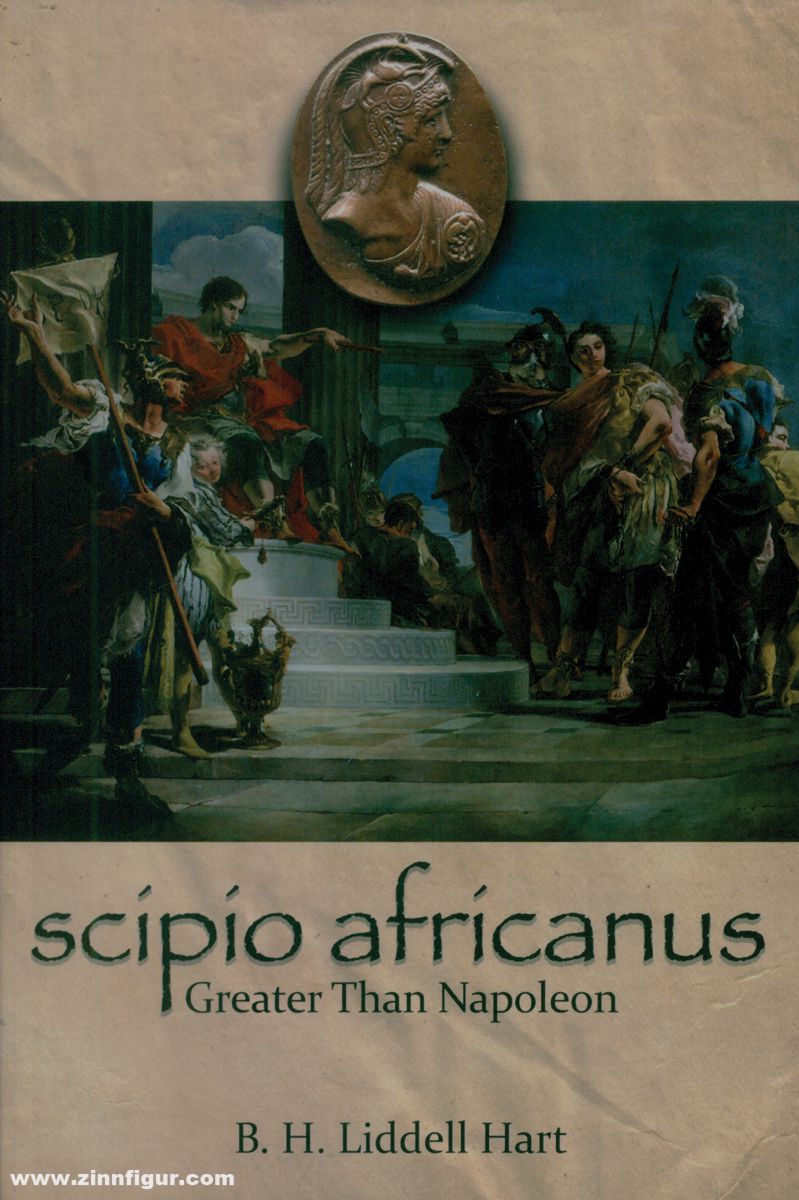 scipio africanus
Greater Than Napoleon
B. H. Liddell Hart
www.zinnfigur.com